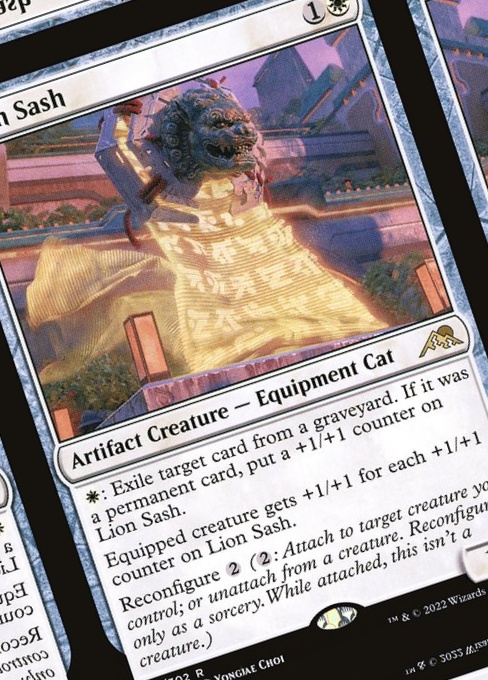 1
n Sash
Artifact Creature — Equipment Cat
: Exile target card from a graveyard. If it was
a permanent card, put a +1/+1 counter on
Lion Sash.
Equipped creature gets +1/+1 for each +1/+1
counter on Lion Sash.
Reconfigure 2 (2: Attach to target creature yo
control; or unattach from a creature. Reconfigur
only as a sorcery. While attached, this isn't a
creature.)
™ & © 2022 Wizards
302 R
YONGJAE CHOI